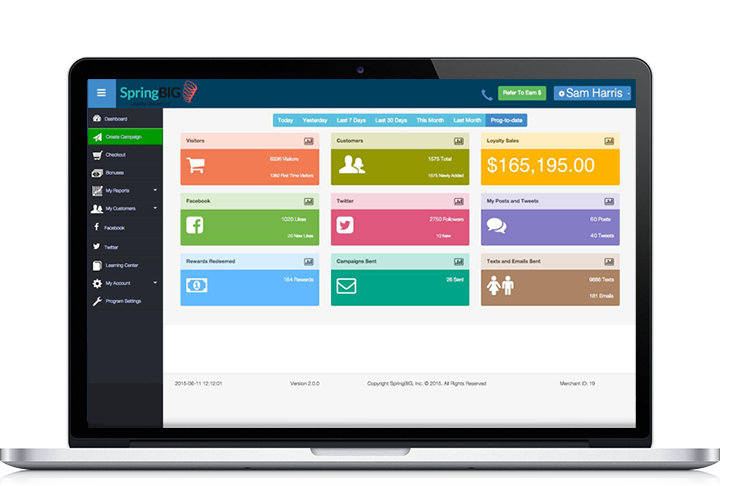 SpringBIG
Refer To Earn $
Sam Harris
Today Yesterday Last 7 Days Last 30 Days This Month Last Month Prog-to-date
Dashboard
Create Campaign
Checkout
Bonuses
My Reports
My Customers
Facebook
Twitter
Learning Center
My Account
Program Settings
Visitors
6336 Visitors
1360 First Time Visitors
Customers
1575 Total
1575 Newly Added
Loyalty Sales
$165,195.00
Facebook
1020 Likes
20 New Likes
Twitter
2750 Followers
10 New
My Posts and Tweets
60 Posts
40 Tweets
Rewards Redeemed
154 Rewards
Campaigns Sent
26 Sent
Texts and Emails Sent
9886 Texts
181 Emails
2015-06-11 12:12:01
Version 2.0.0
Copyright SpringBIG, Inc. © 2015. All Rights Reserved
Merchant ID: 19